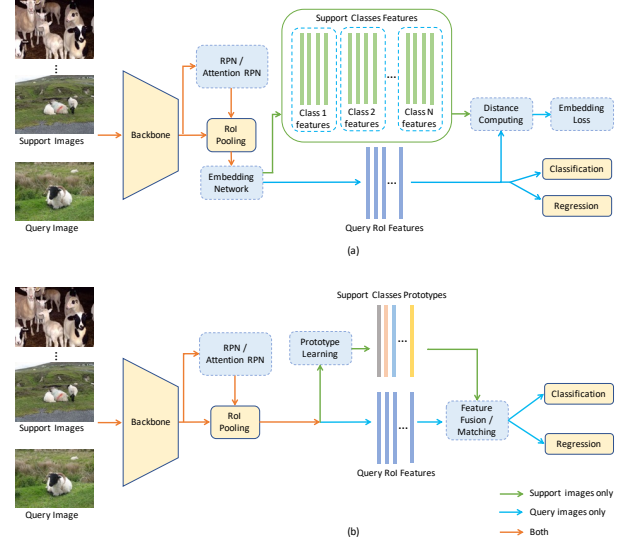 Support Classes Features
RPN /
Attention RPN
⋮
...
Class 1
features
Class 2
features
Class N
features
Support Images
Backbone
RoI
Pooling
Distance
Computing
Embedding
Loss
Embedding
Network
...
Classification
Regression
Query Image
Query RoI Features
(a)
Support Classes Prototypes
RPN /
Attention RPN
Prototype
Learning
⋮
...
Classification
Support Images
Backbone
RoI
Pooling
...
Feature
Fusion /
Matching
Regression
Query RoI Features
Support images only
Query images only
Query Image
(b)
Both